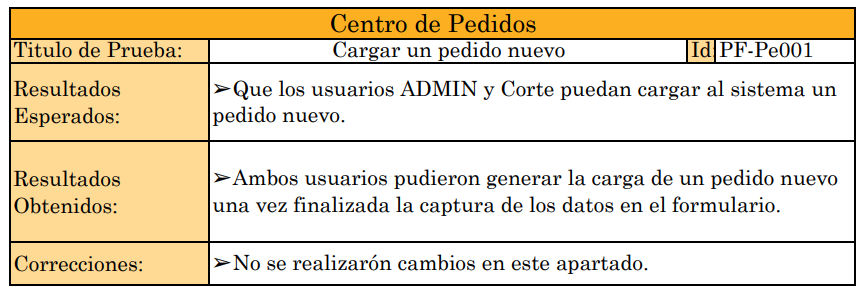 Centro de Pedidos
Titulo de Prueba: Cargar un pedido nuevo Id: PF-Pe001
Resultados
Esperados:
➢Que los usuarios ADMIN y Corte puedan cargar al sistema un
pedido nuevo.
Resultados
Obtenidos:
➢Ambos usuarios pudieron generar la carga de un pedido nuevo
una vez finalizada la captura de los datos en el formulario.
Correcciones:
➢No se realizarón cambios en este apartado.